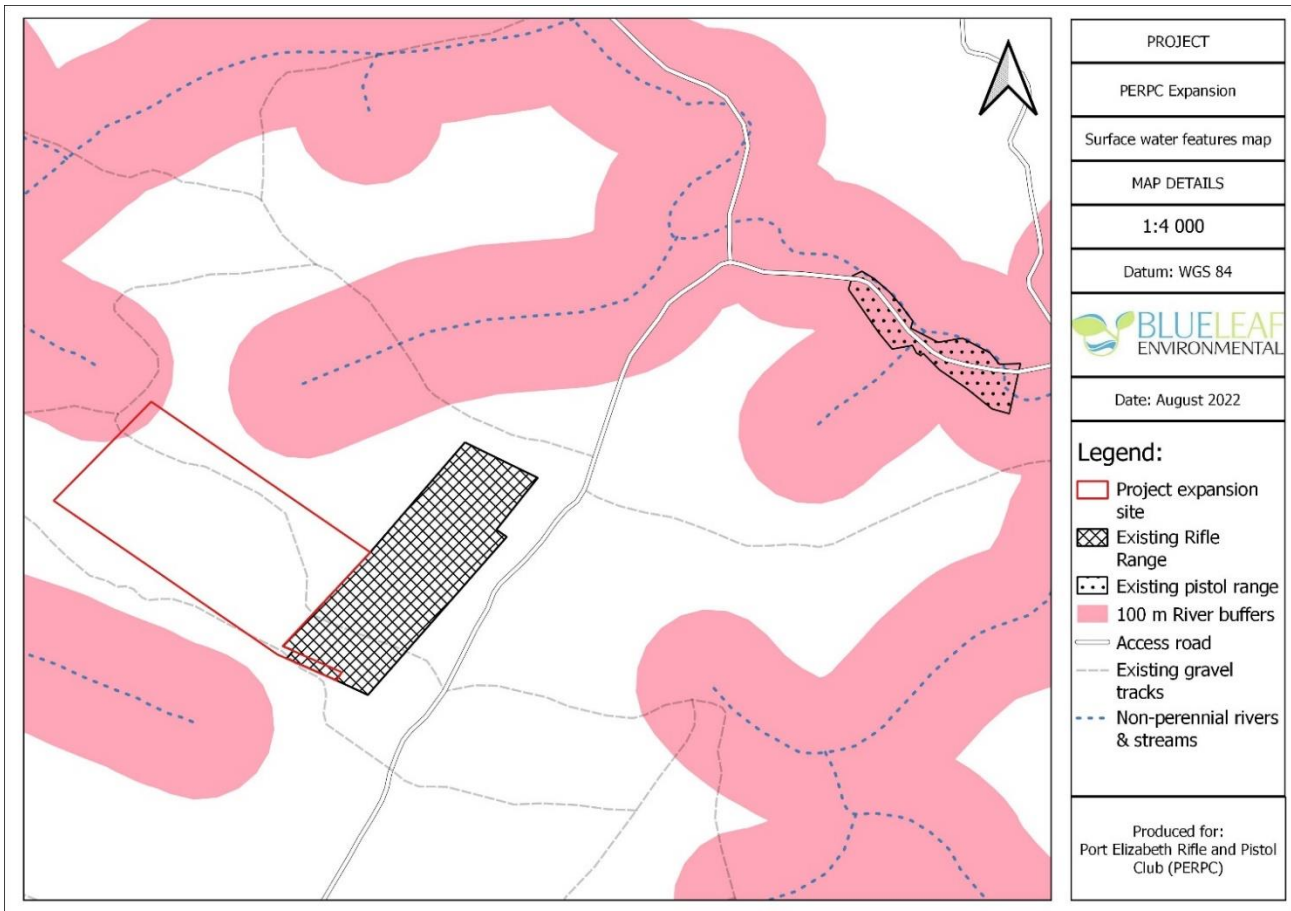 PROJECT
PERPC Expansion
Surface water features map
MAP DETAILS
1:4 000
Datum: WGS 84
BLUELEAF
ENVIRONMENTAL
Date: August 2022
Legend:
Project expansion
site
Existing Rifle
Range
Existing pistol range
100 m River buffers
Access road
Existing gravel
tracks
Non-perennial rivers
& streams
Produced for:
Port Elizabeth Rifle and Pistol
Club (PERPC)